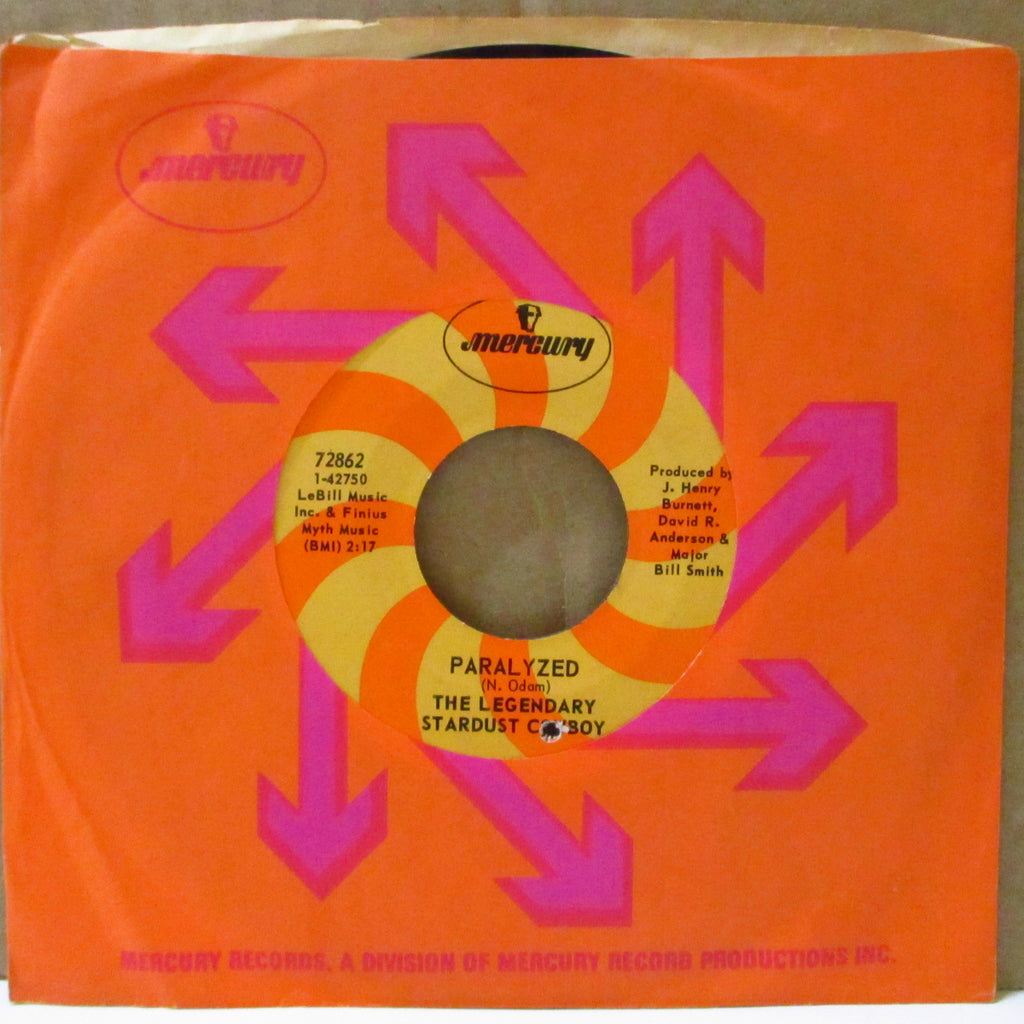 mercury
mercury
72862
1-42750
LeBill Music
Inc. & Finius
Myth Music
(BMI) 2:17
Produced by
J. Henry
Burnett,
David R.
Anderson &
Major
Bill Smith
PARALYZED
(N. Odam)
THE LEGENDARY
STARDUST COWBOY
MERCURY RECORDS, A DIVISION OF MERCURY RECORD PRODUCTIONS INC.